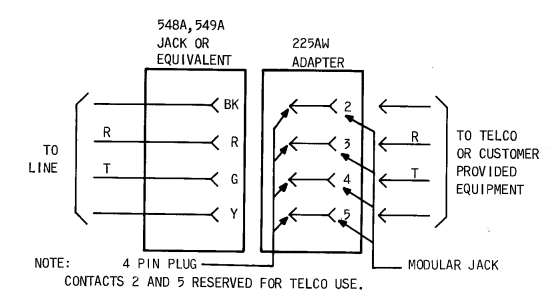 548A, 549A
JACK OR
EQUIVALENT
225AW
ADAPTER
BK
2
R
R
3
R
T
G
4
T
Y
5
TO
LINE
TO TELCO
OR CUSTOMER
PROVIDED
EQUIPMENT
NOTE:
4 PIN PLUG
MODULAR JACK
CONTACTS 2 AND 5 RESERVED FOR TELCO USE.